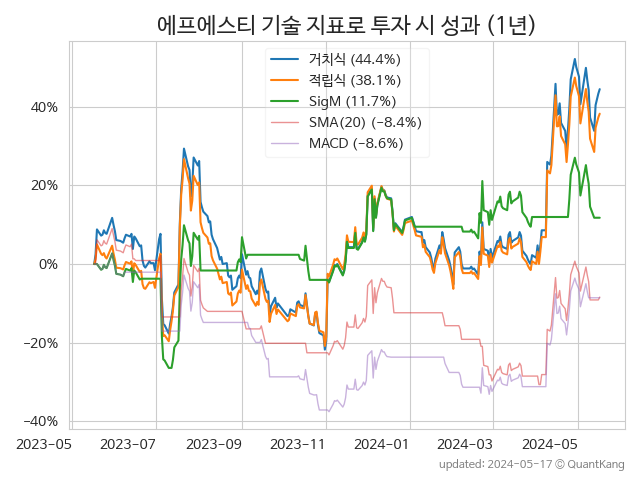 에프에스티 기술 지표로 투자 시 성과 (1년)
거치식 (44.4%)
적립식 (38.1%)
SigM (11.7%)
SMA(20) (−8.4%)
MACD (−8.6%)
40%
20%
0%
−20%
−40%
2023-05 2023-07 2023-09 2023-11 2024-01 2024-03 2024-05
updated: 2024-05-17 © QuantKang